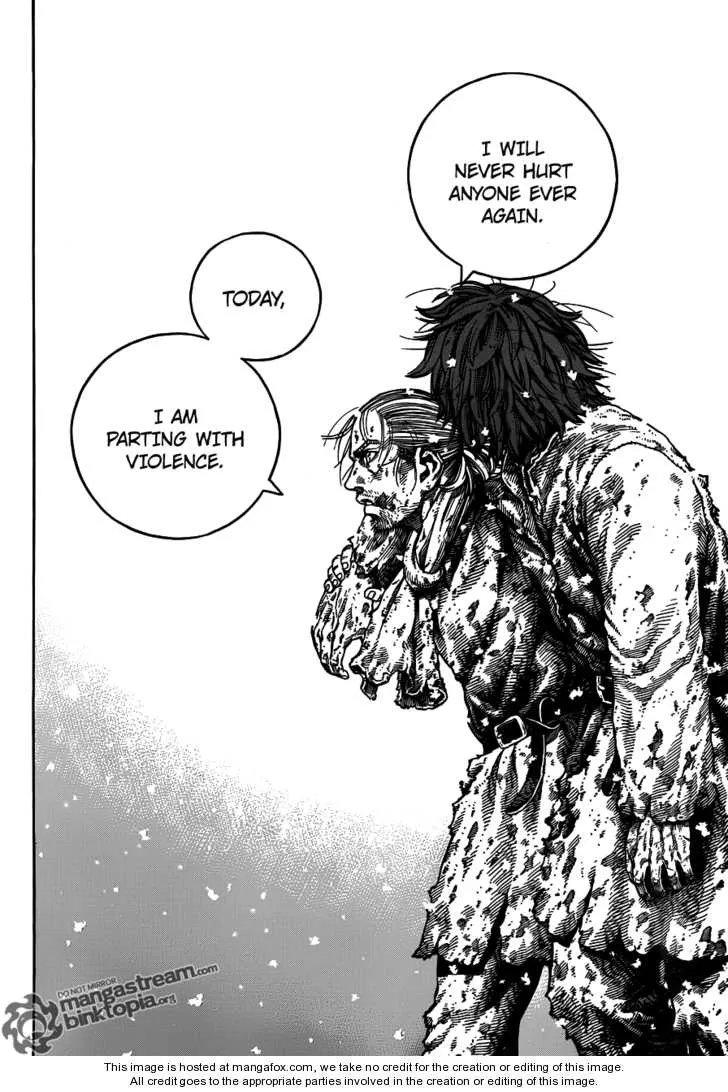 I WILL
NEVER HURT
ANYONE EVER
AGAIN.
TODAY,
I AM
PARTING WITH
VIOLENCE.
DO NOT MIRROR
mangastream.com
binktopia.org
This image is hosted at mangafox.com, we take no credit for the creation or editing of this image.
All credit goes to the appropriate parties involved in the creation or editing of this image.